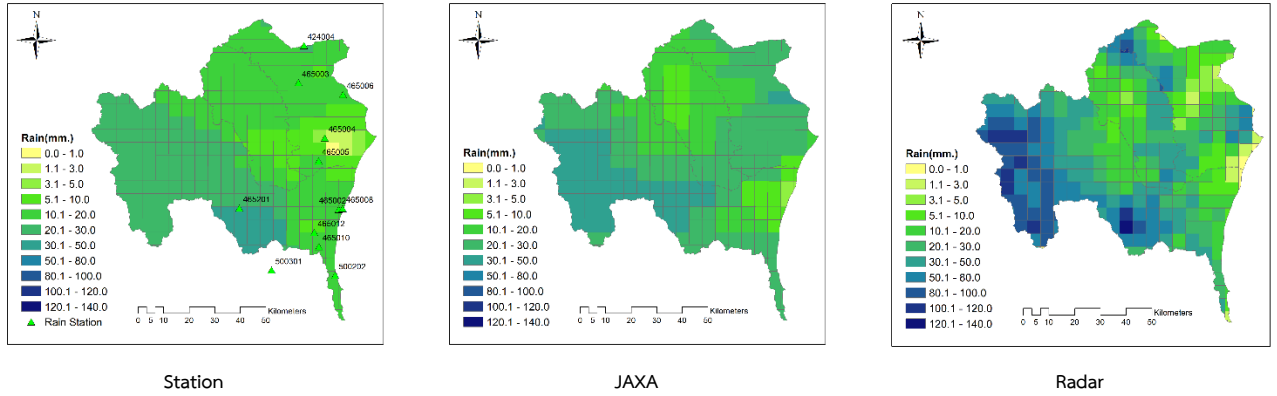 N
424004
465003
465006
465004
465005
465201
465002
465008
465012
465010
500301
500202
Rain(mm.)
0.0 - 1.0
1.1 - 3.0
3.1 - 5.0
5.1 - 10.0
10.1 - 20.0
20.1 - 30.0
30.1 - 50.0
50.1 - 80.0
80.1 - 100.0
100.1 - 120.0
120.1 - 140.0
Rain Station
Kilometers
0 5 10 20 30 40 50
Station
N
Rain(mm.)
0.0 - 1.0
1.1 - 3.0
3.1 - 5.0
5.1 - 10.0
10.1 - 20.0
20.1 - 30.0
30.1 - 50.0
50.1 - 80.0
80.1 - 100.0
100.1 - 120.0
120.1 - 140.0
Kilometers
0 5 10 20 30 40 50
JAXA
N
Rain(mm.)
0.0 - 1.0
1.1 - 3.0
3.1 - 5.0
5.1 - 10.0
10.1 - 20.0
20.1 - 30.0
30.1 - 50.0
50.1 - 80.0
80.1 - 100.0
100.1 - 120.0
120.1 - 140.0
Kilometers
0 5 10 20 30 40 50
Radar